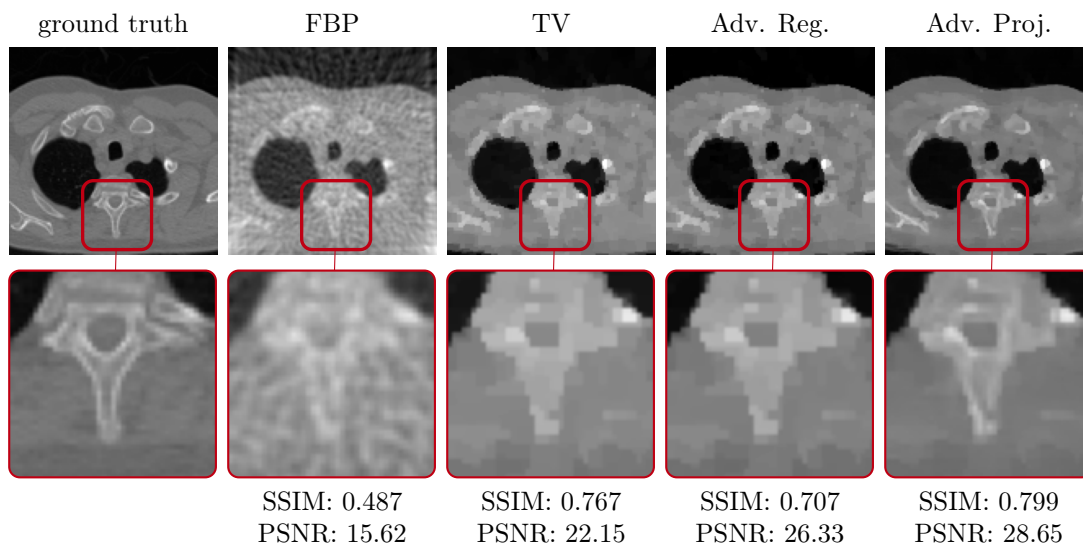 ground truth FBP TV Adv. Reg. Adv. Proj.
SSIM: 0.487 SSIM: 0.767 SSIM: 0.707 SSIM: 0.799
PSNR: 15.62 PSNR: 22.15 PSNR: 26.33 PSNR: 28.65